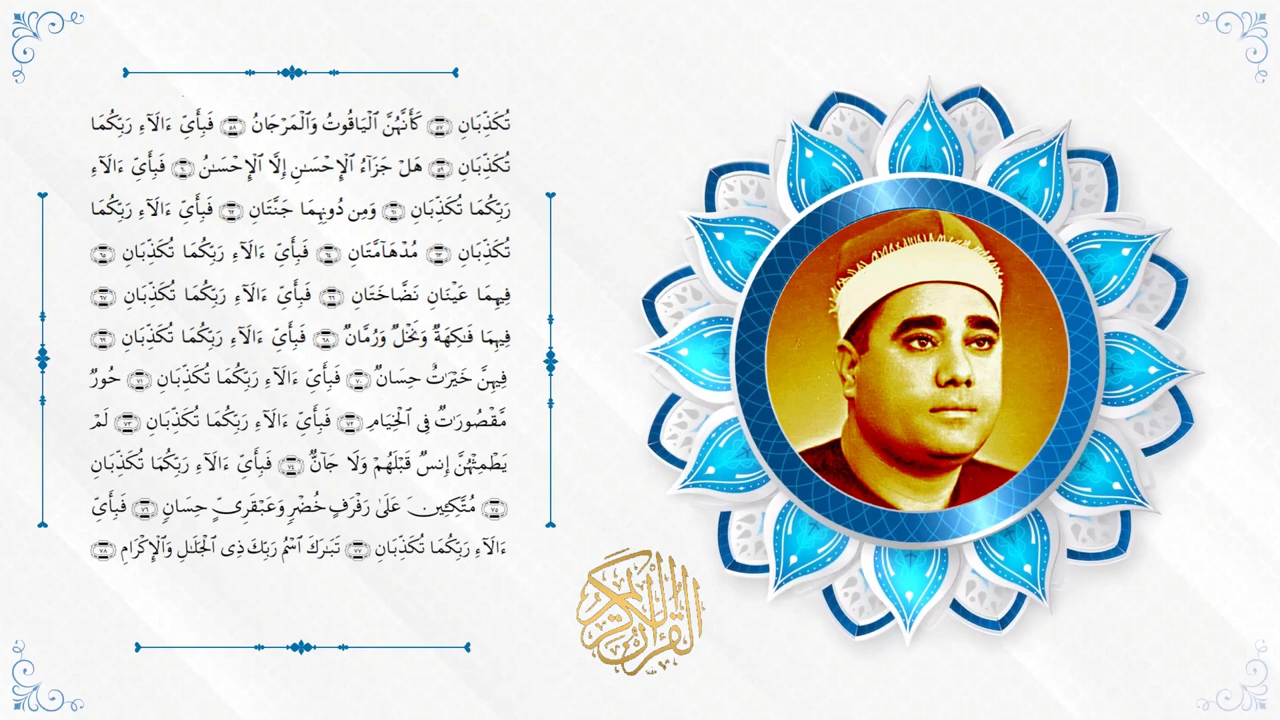 تُكَذِّبَانِ ٥٧ كَأَنَّهُنَّ ٱلْيَاقُوتُ وَٱلْمَرْجَانُ ٥٨ فَبِأَىِّ ءَالَآءِ رَبِّكُمَا
تُكَذِّبَانِ ٥٩ هَلْ جَزَآءُ ٱلْإِحْسَـٰنِ إِلَّا ٱلْإِحْسَـٰنُ ٦٠ فَبِأَىِّ ءَالَآءِ
رَبِّكُمَا تُكَذِّبَانِ ٦١ وَمِن دُونِهِمَا جَنَّتَانِ ٦٢ فَبِأَىِّ ءَالَآءِ رَبِّكُمَا
تُكَذِّبَانِ ٦٣ مُدْهَآمَّتَانِ ٦٤ فَبِأَىِّ ءَالَآءِ رَبِّكُمَا تُكَذِّبَانِ ٦٥
فِيهِمَا عَيْنَانِ نَضَّاخَتَانِ ٦٦ فَبِأَىِّ ءَالَآءِ رَبِّكُمَا تُكَذِّبَانِ ٦٧
فِيهِمَا فَـٰكِهَةٌ وَنَخْلٌ وَرُمَّانٌ ٦٨ فَبِأَىِّ ءَالَآءِ رَبِّكُمَا تُكَذِّبَانِ ٦٩
فِيهِنَّ خَيْرَٰتٌ حِسَانٌ ٧٠ فَبِأَىِّ ءَالَآءِ رَبِّكُمَا تُكَذِّبَانِ ٧١ حُورٌ
مَّقْصُورَٰتٌ فِى ٱلْخِيَامِ ٧٢ فَبِأَىِّ ءَالَآءِ رَبِّكُمَا تُكَذِّبَانِ ٧٣ لَمْ
يَطْمِثْهُنَّ إِنسٌ قَبْلَهُمْ وَلَا جَآنٌّ ٧٤ فَبِأَىِّ ءَالَآءِ رَبِّكُمَا تُكَذِّبَانِ
٧٥ مُتَّكِـِٔينَ عَلَىٰ رَفْرَفٍ خُضْرٍ وَعَبْقَرِىٍّ حِسَانٍ ٧٦ فَبِأَىِّ
ءَالَآءِ رَبِّكُمَا تُكَذِّبَانِ ٧٧ تَبَـٰرَكَ ٱسْمُ رَبِّكَ ذِى ٱلْجَلَـٰلِ وَٱلْإِكْرَامِ ٧٨
القرآن الكريم